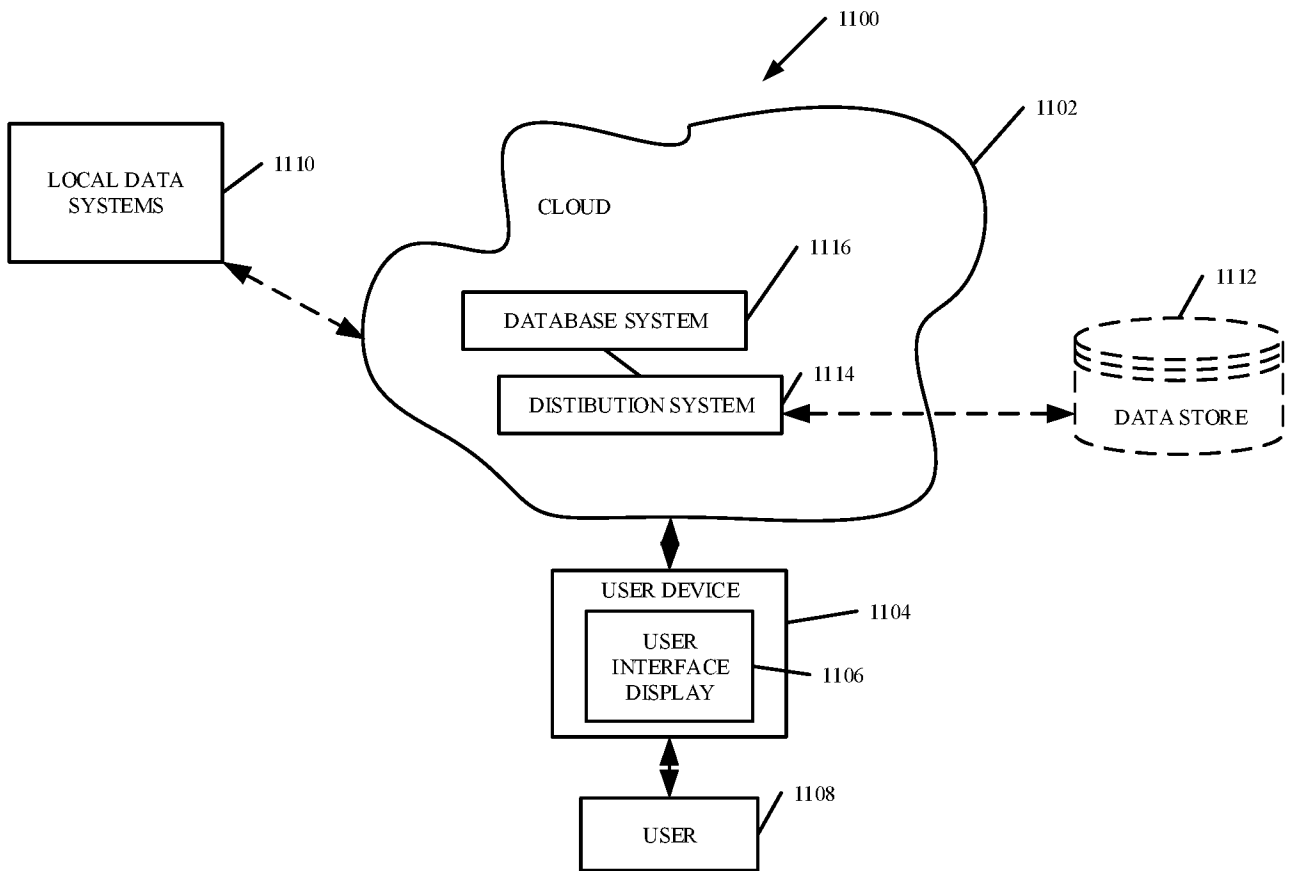 1100
1102
LOCAL DATA
SYSTEMS
1110
CLOUD
1116
DATABASE SYSTEM
1112
DISTIBUTION SYSTEM
1114
DATA STORE
USER DEVICE
1104
USER
INTERFACE
DISPLAY
1106
1108
USER